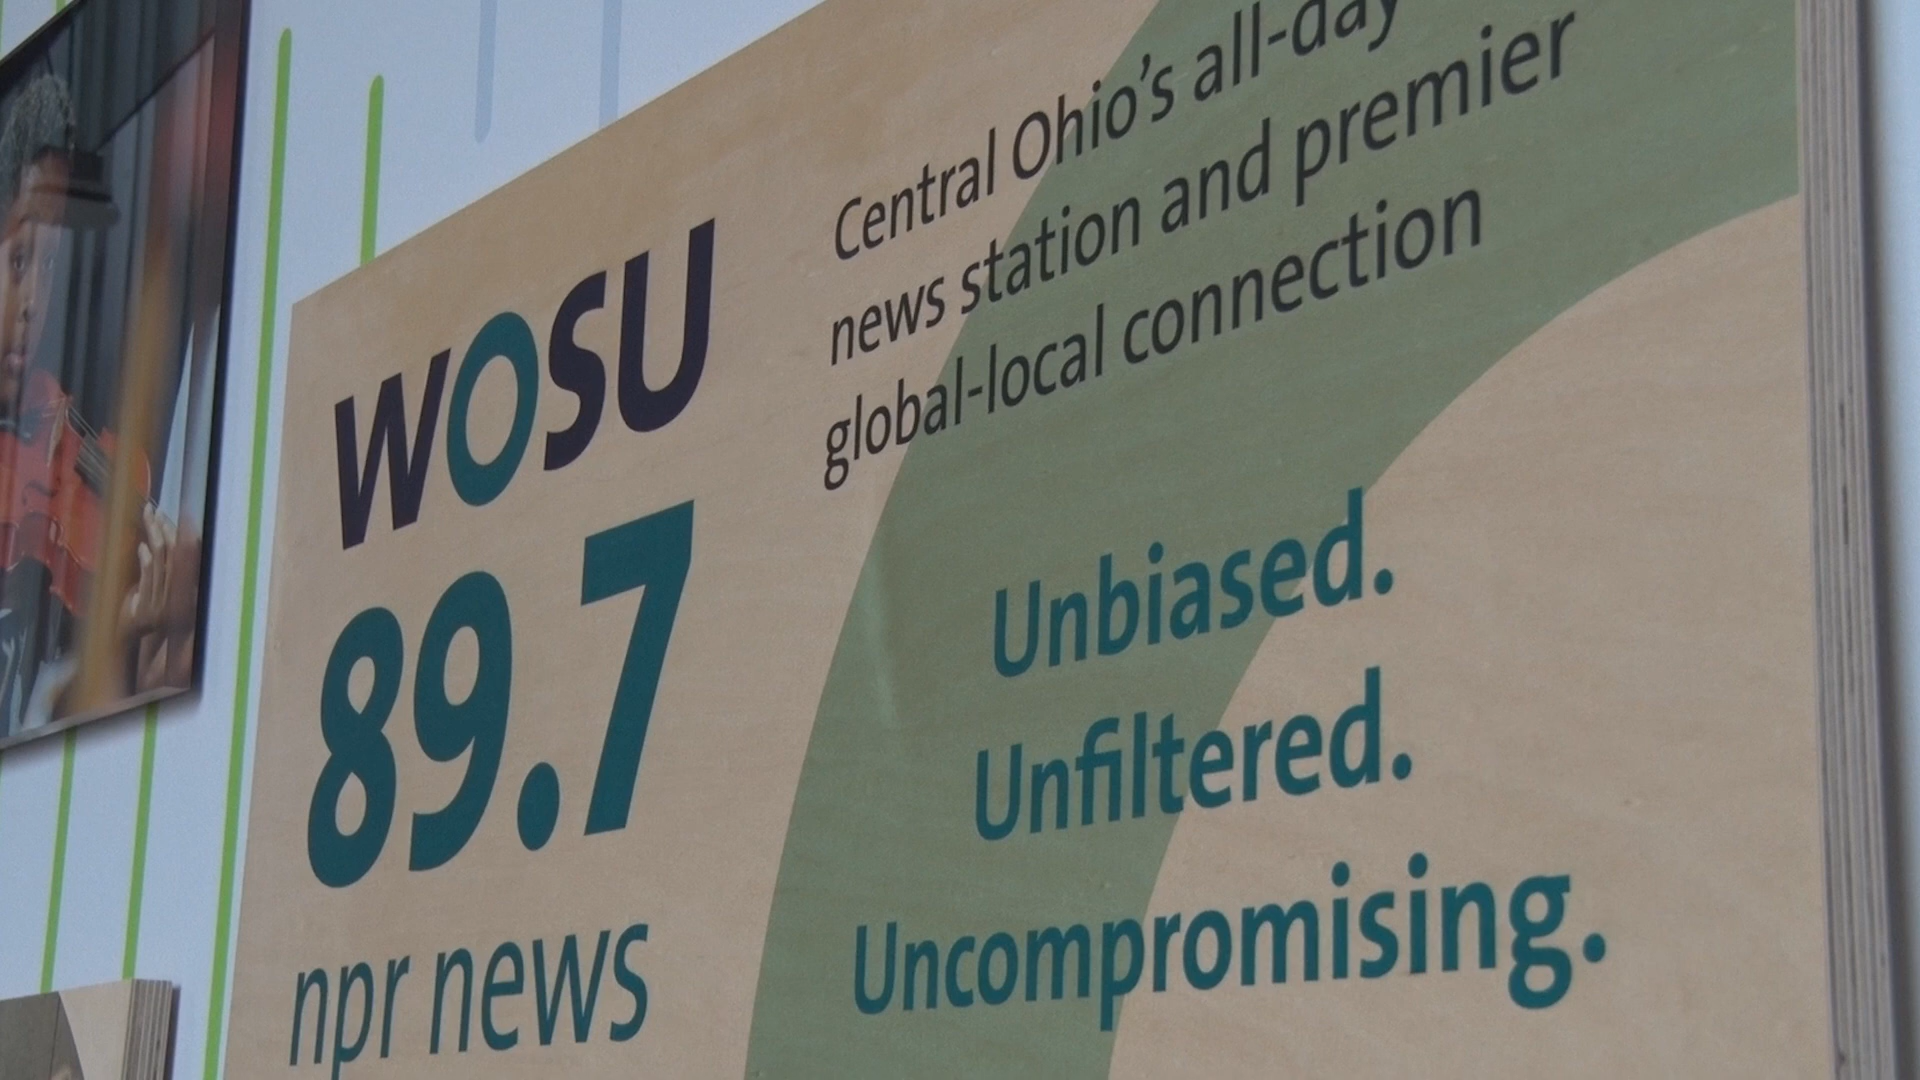 WOSU
89.7
npr news
Central Ohio's all-day
news station and premier
global-local connection
Unbiased.
Unfiltered.
Uncompromising.